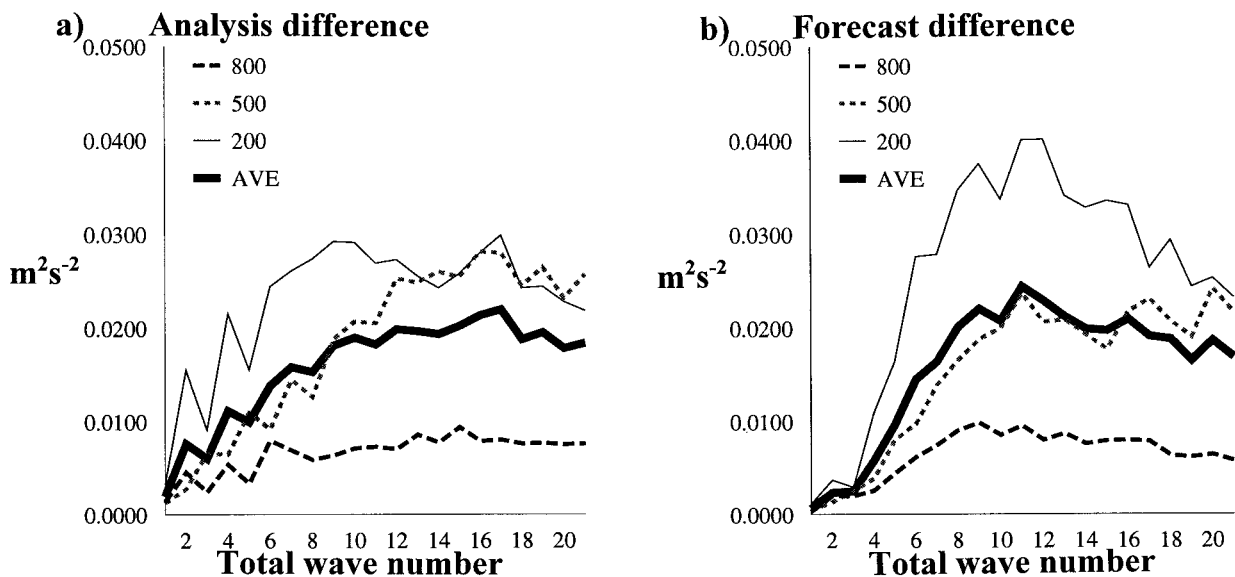 a) Analysis difference
0.0500
0.0400
0.0300
0.0200
0.0100
0.0000
m²s⁻²
800
500
200
AVE
2 4 6 8 10 12 14 16 18 20
Total wave number
b) Forecast difference
0.0500
0.0400
0.0300
0.0200
0.0100
0.0000
m²s⁻²
800
500
200
AVE
2 4 6 8 10 12 14 16 18 20
Total wave number